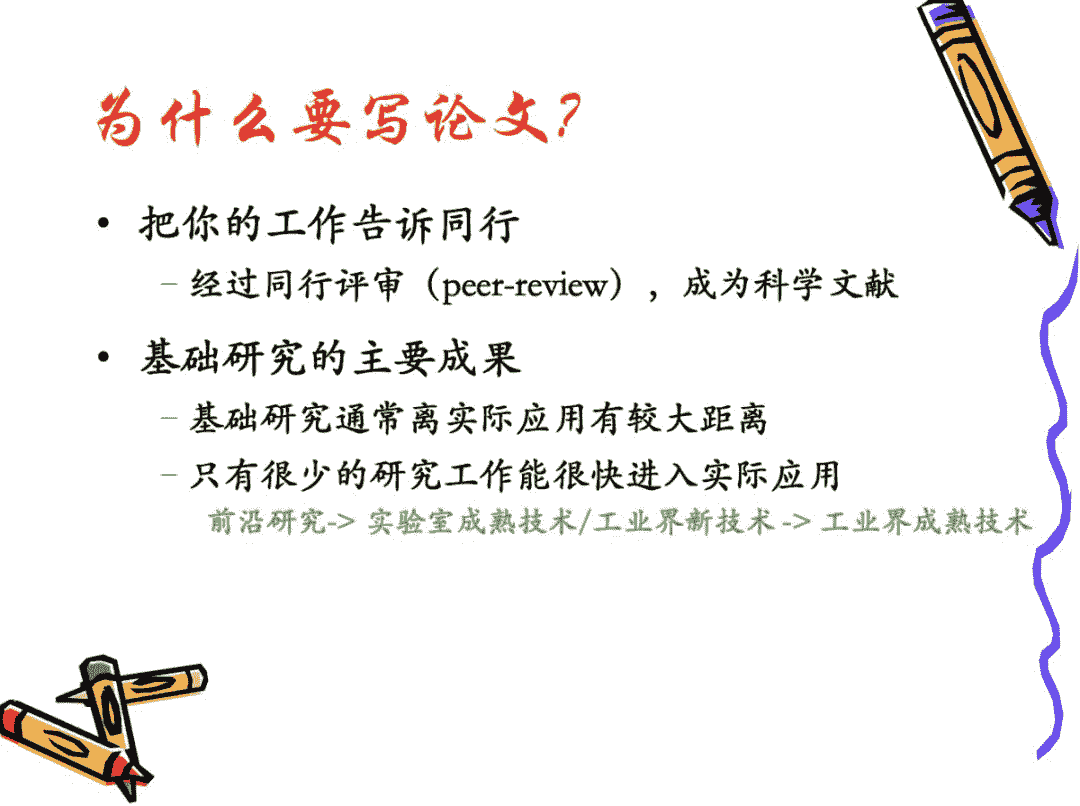 为什么要写论文?
• 把你的工作告诉同行
– 经过同行评审（peer-review），成为科学文献
• 基础研究的主要成果
– 基础研究通常离实际应用有较大距离
– 只有很少的研究工作能很快进入实际应用
前沿研究-> 实验室成熟技术/工业界新技术 -> 工业界成熟技术